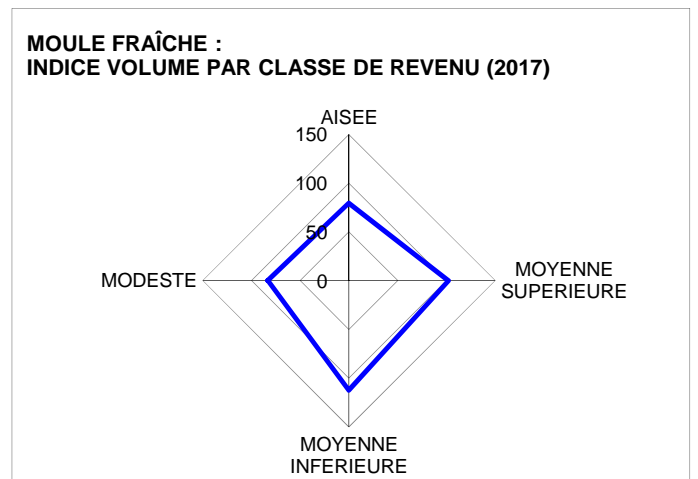 MOULE FRAÎCHE :
INDICE VOLUME PAR CLASSE DE REVENU (2017)
AISEE
150
100
50
0
MODESTE
MOYENNE
SUPERIEURE
MOYENNE
INFERIEURE